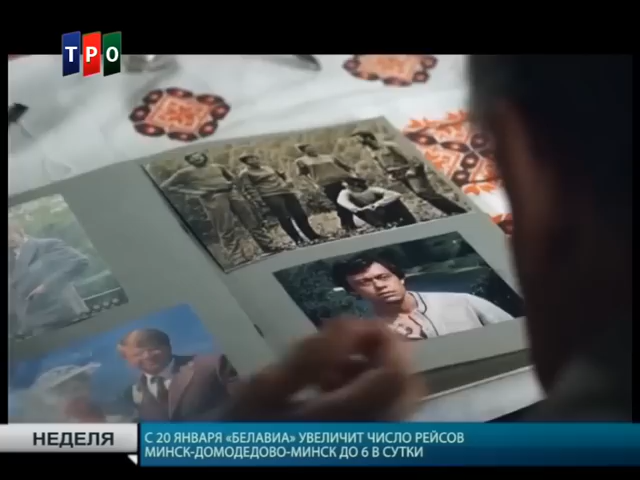 ТРО
НЕДЕЛЯ
С 20 ЯНВАРЯ «БЕЛАВИА» УВЕЛИЧИТ ЧИСЛО РЕЙСОВ
МИНСК-ДОМОДЕДОВО-МИНСК ДО 6 В СУТКИ